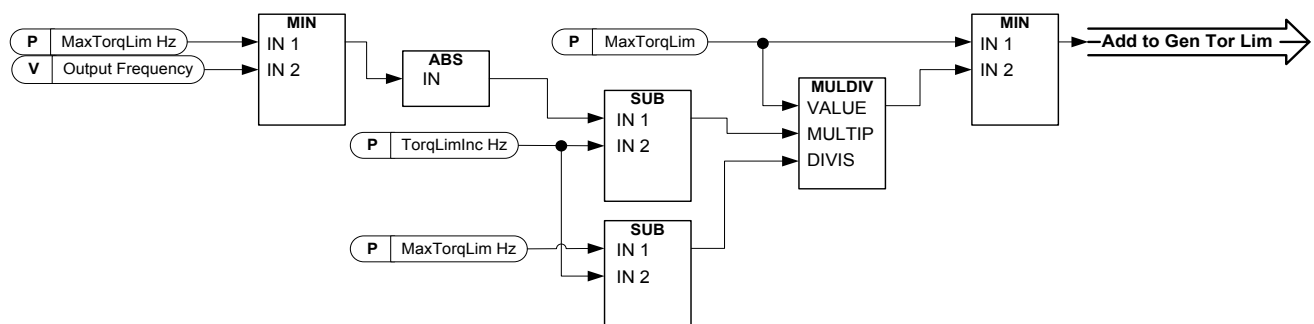 MIN
P MaxTorqLim Hz
IN 1
V Output Frequency
IN 2
ABS
IN
P TorqLimInc Hz
SUB
IN 1
IN 2
P MaxTorqLim Hz
SUB
IN 1
IN 2
P MaxTorqLim
MULDIV
VALUE
MULTIP
DIVIS
MIN
IN 1
IN 2
Add to Gen Tor Lim